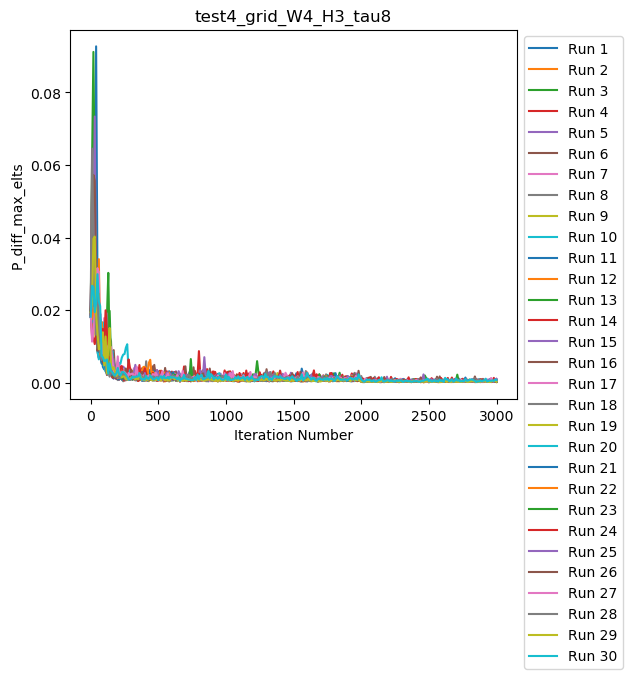 test4_grid_W4_H3_tau8
P_diff_max_elts
0.08
0.06
0.04
0.02
0.00
0
500
1000
1500
2000
2500
3000
Iteration Number
Run 1
Run 2
Run 3
Run 4
Run 5
Run 6
Run 7
Run 8
Run 9
Run 10
Run 11
Run 12
Run 13
Run 14
Run 15
Run 16
Run 17
Run 18
Run 19
Run 20
Run 21
Run 22
Run 23
Run 24
Run 25
Run 26
Run 27
Run 28
Run 29
Run 30